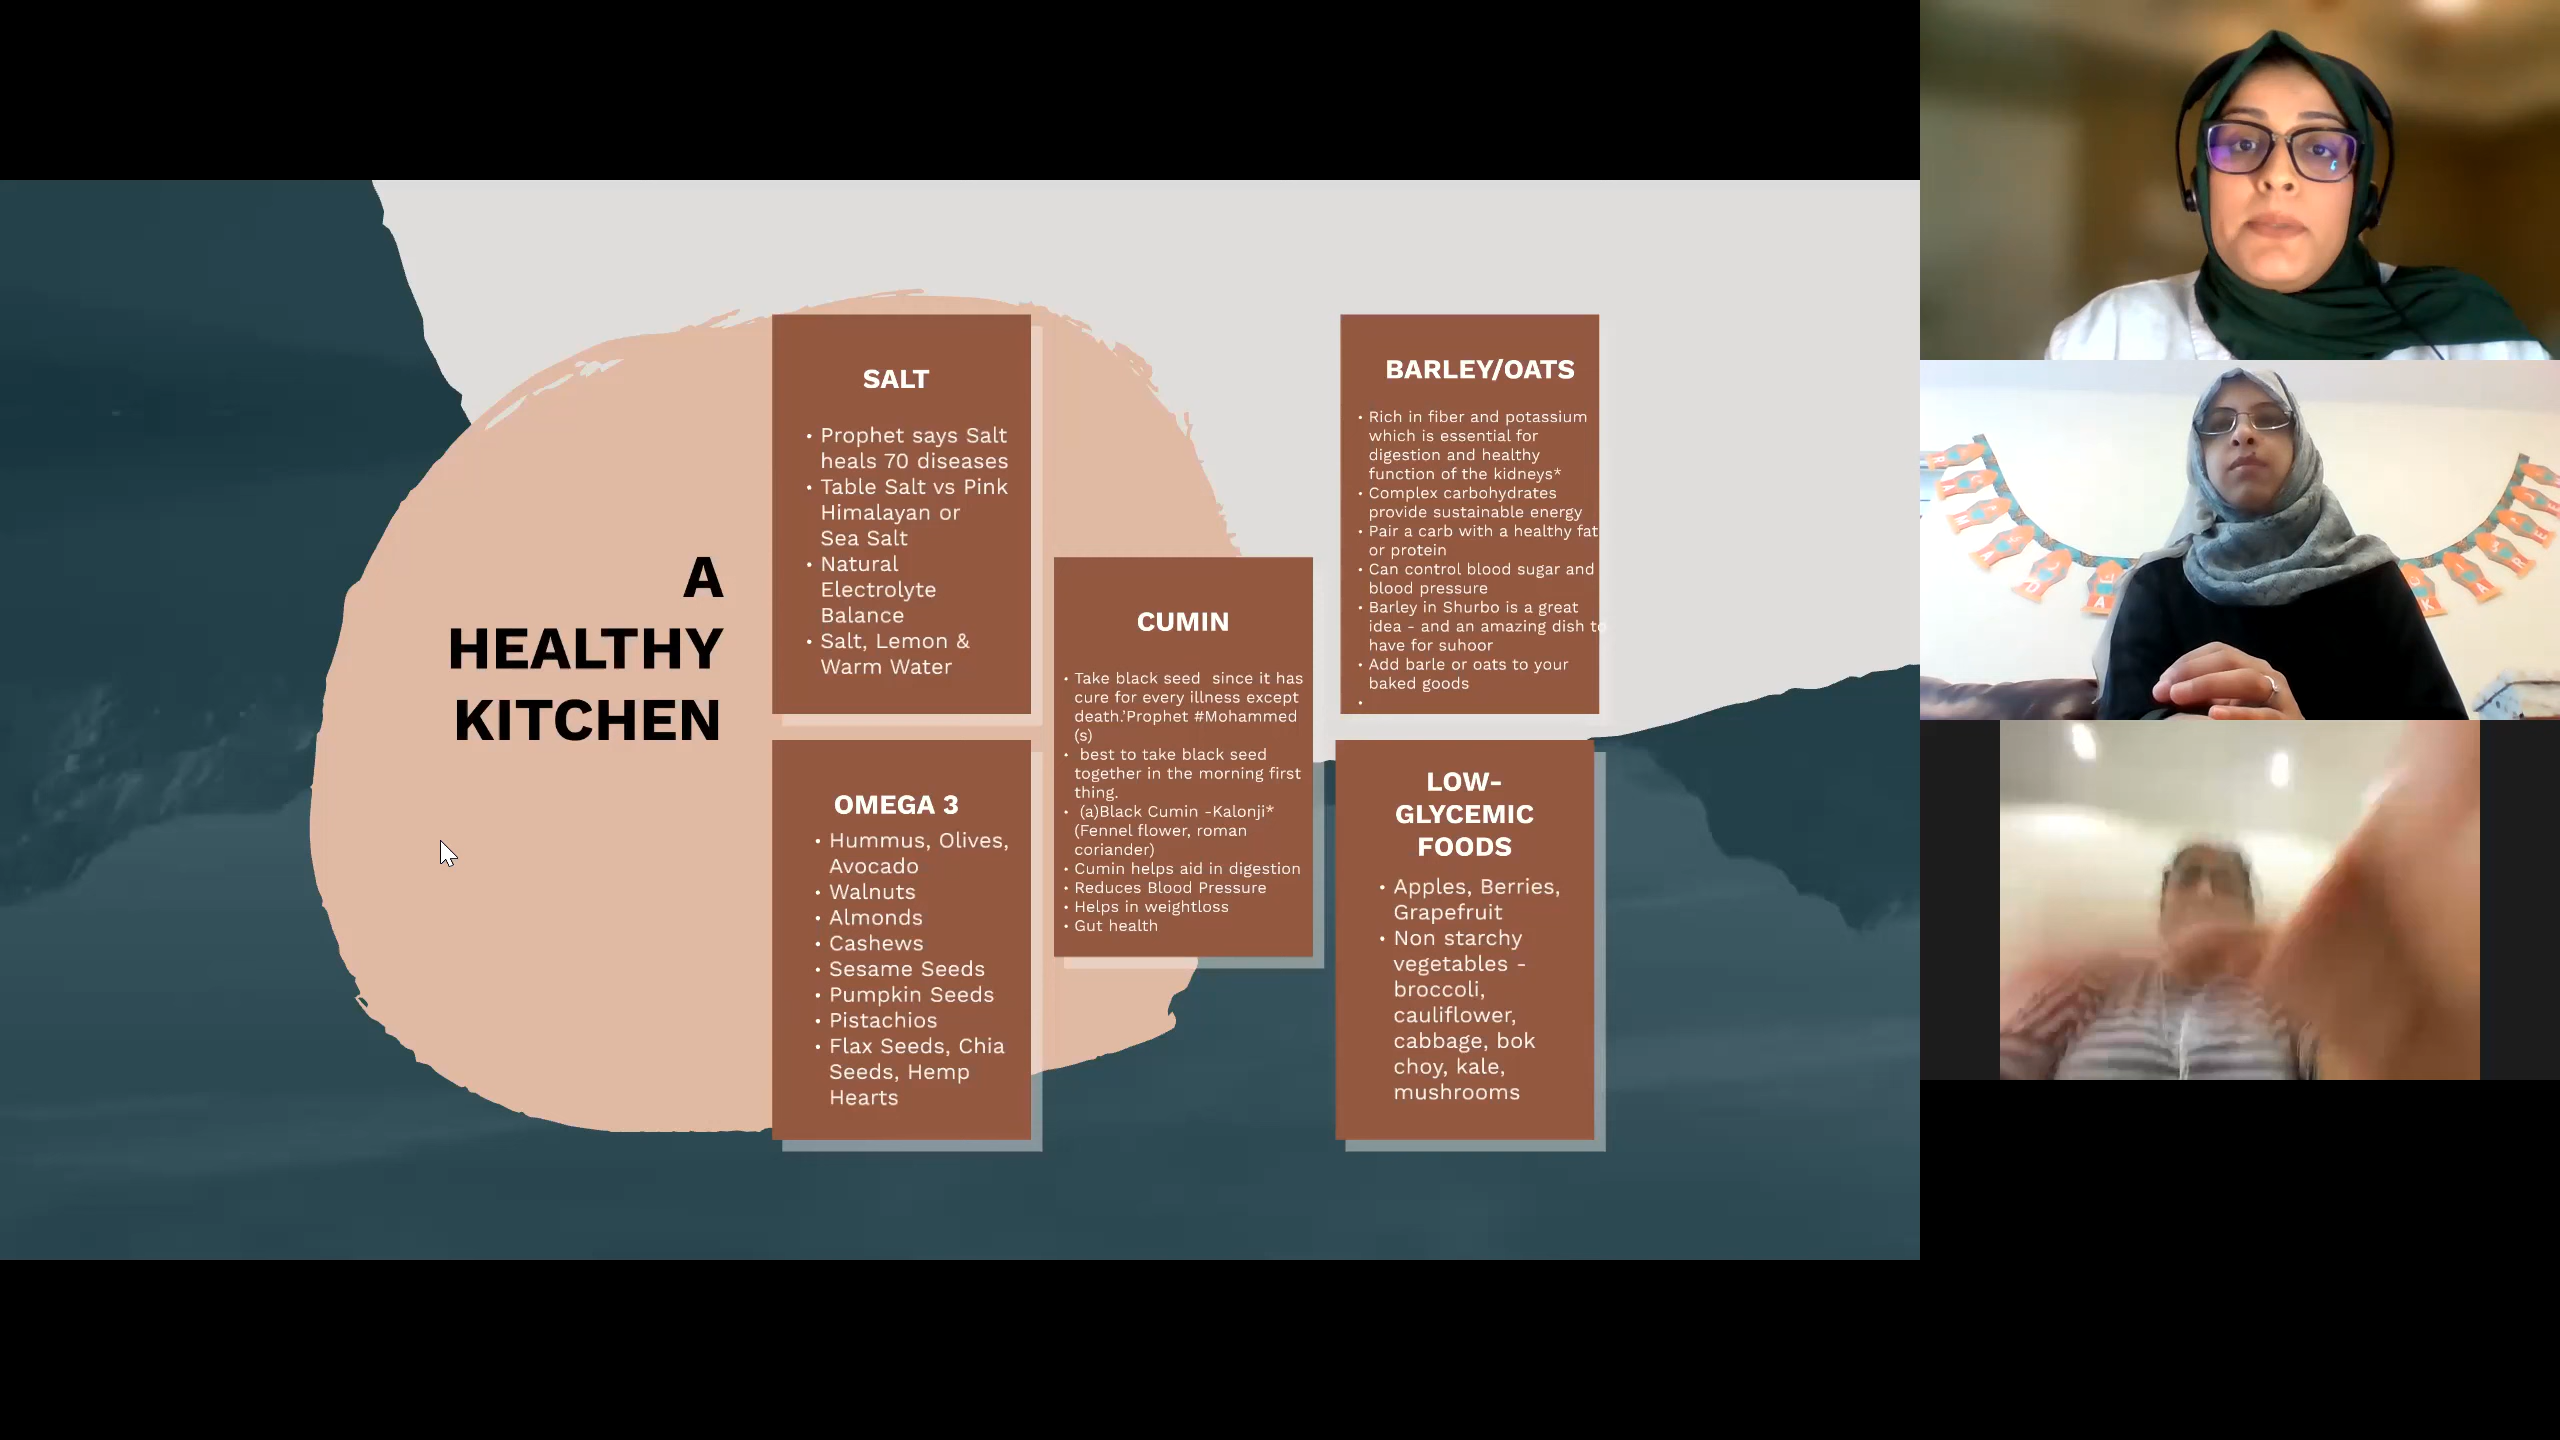 A
HEALTHY
KITCHEN
SALT
• Prophet says Salt
heals 70 diseases
• Table Salt vs Pink
Himalayan or
Sea Salt
• Natural
Electrolyte
Balance
• Salt, Lemon &
Warm Water
OMEGA 3
• Hummus, Olives,
Avocado
• Walnuts
• Almonds
• Cashews
• Sesame Seeds
• Pumpkin Seeds
• Pistachios
• Flax Seeds, Chia
Seeds, Hemp
Hearts
CUMIN
• Take black seed  since it has
cure for every illness except
death.'Prophet #Mohammed
(s)
•  best to take black seed
together in the morning first
thing.
•  (a)Black Cumin -Kalonji*
(Fennel flower, roman
coriander)
• Cumin helps aid in digestion
• Reduces Blood Pressure
• Helps in weightloss
• Gut health
BARLEY/OATS
• Rich in fiber and potassium
which is essential for
digestion and healthy
function of the kidneys*
• Complex carbohydrates
provide sustainable energy
• Pair a carb with a healthy fat
or protein
• Can control blood sugar and
blood pressure
• Barley in Shurbo is a great
idea - and an amazing dish to
have for suhoor
• Add barle or oats to your
baked goods
•
LOW-
GLYCEMIC
FOODS
• Apples, Berries,
Grapefruit
• Non starchy
vegetables -
broccoli,
cauliflower,
cabbage, bok
choy, kale,
mushrooms